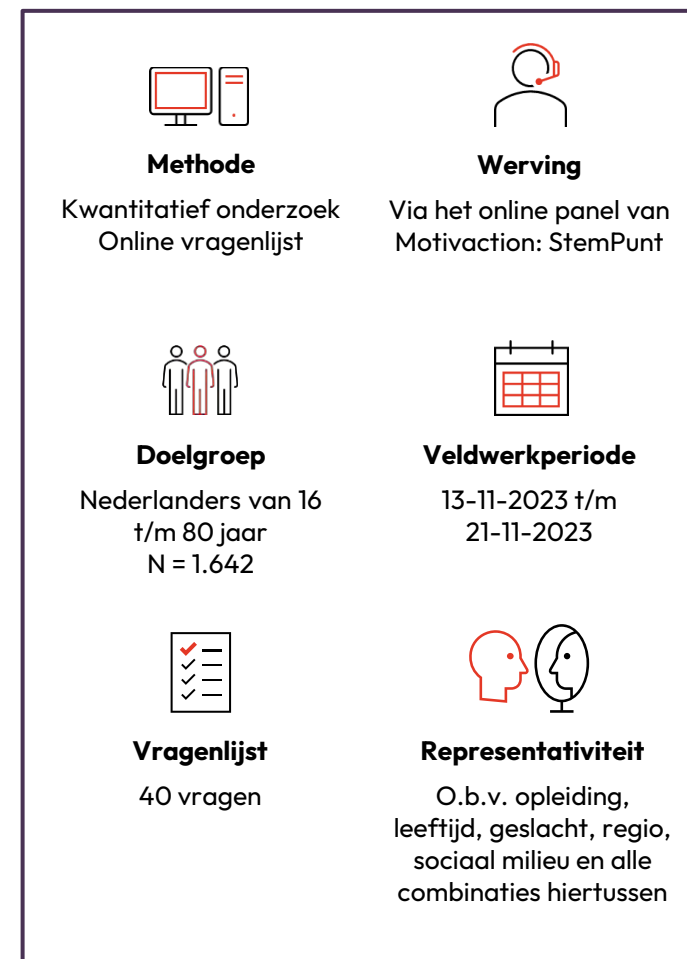 Methode
Kwantitatief onderzoek
Online vragenlijst
Werving
Via het online panel van
Motivaction: StemPunt
Doelgroep
Nederlanders van 16
t/m 80 jaar
N = 1.642
Veldwerkperiode
13-11-2023 t/m
21-11-2023
Vragenlijst
40 vragen
Representativiteit
O.b.v. opleiding,
leeftijd, geslacht, regio,
sociaal milieu en alle
combinaties hiertussen